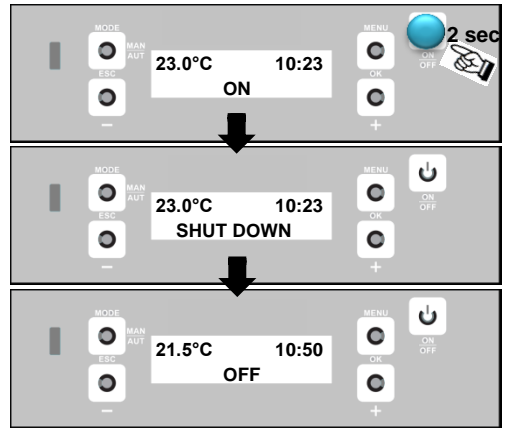 MODE
MAN
AUT
ESC
−
23.0°C 10:23
ON
MENU
OK
+
2 sec
ON
OFF
MODE
MAN
AUT
ESC
−
23.0°C 10:23
SHUT DOWN
MENU
OK
+
ON
OFF
MODE
MAN
AUT
ESC
−
21.5°C 10:50
OFF
MENU
OK
+
ON
OFF